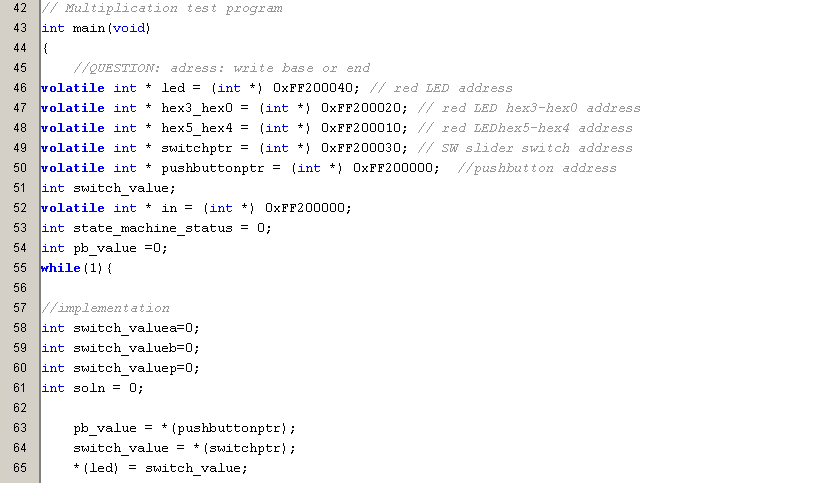 42 // Multiplication test program
43 int main(void)
44 {
45     //QUESTION: adress: write base or end
46 volatile int * led = (int *) 0xFF200040; // red LED address
47 volatile int * hex3_hex0 = (int *) 0xFF200020; // red LED hex3-hex0 address
48 volatile int * hex5_hex4 = (int *) 0xFF200010; // red LEDhex5-hex4 address
49 volatile int * switchptr = (int *) 0xFF200030; // SW slider switch address
50 volatile int * pushbuttonptr = (int *) 0xFF200000;  //pushbutton address
51 int switch_value;
52 volatile int * in = (int *) 0xFF200000;
53 int state_machine_status = 0;
54 int pb_value =0;
55 while(1){
56
57 //implementation
58 int switch_valuea=0;
59 int switch_valueb=0;
60 int switch_valuep=0;
61 int soln = 0;
62
63     pb_value = *(pushbuttonptr);
64     switch_value = *(switchptr);
65     *(led) = switch_value;